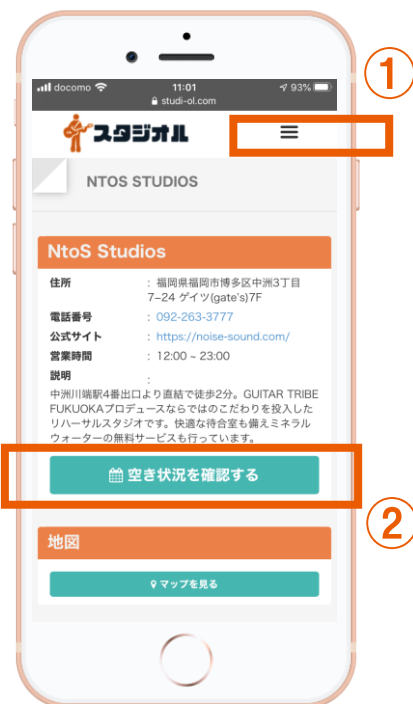 ①
docomo 11:01 93%
studi-ol.com
スタジオル
NTOS STUDIOS
NtoS Studios
住所 : 福岡県福岡市博多区中洲3丁目
7−24 ゲイツ(gate's)7F
電話番号 : 092-263-3777
公式サイト : https://noise-sound.com/
営業時間 : 12:00 ~ 23:00
説明 :
中洲川端駅4番出口より直結で徒歩2分。GUITAR TRIBE
FUKUOKAプロデュースならではのこだわりを投入した
リハーサルスタジオです。快適な待合室も備えミネラル
ウォーターの無料サービスも行っています。
空き状況を確認する
②
地図
マップを見る